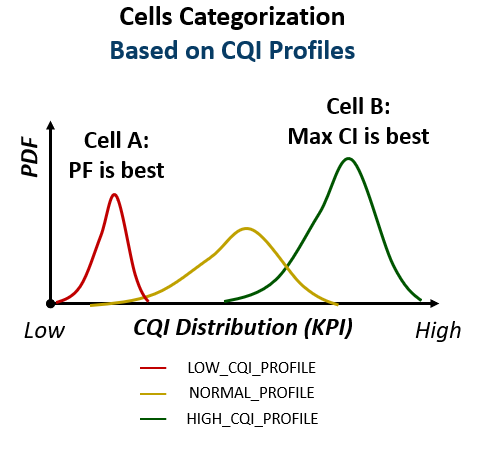 Cells Categorization
Based on CQI Profiles
Cell B:
Max CI is best
Cell A:
PF is best
PDF
Low
CQI Distribution (KPI)
High
LOW_CQI_PROFILE
NORMAL_PROFILE
HIGH_CQI_PROFILE